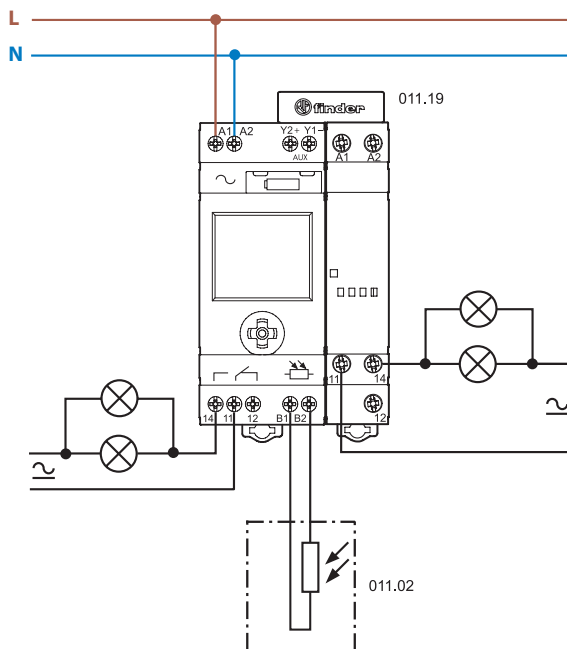 L
N
finder 011.19
A1 A2 Y2+ Y1-
AUX
A1 A2
11 14
14 11 12
B1 B2
12
011.02